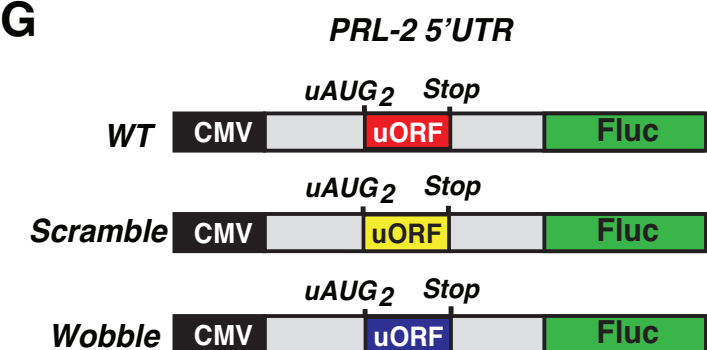 G
PRL-2 5'UTR
uAUG2 Stop
WT CMV uORF Fluc
uAUG2 Stop
Scramble CMV uORF Fluc
uAUG2 Stop
Wobble CMV uORF Fluc